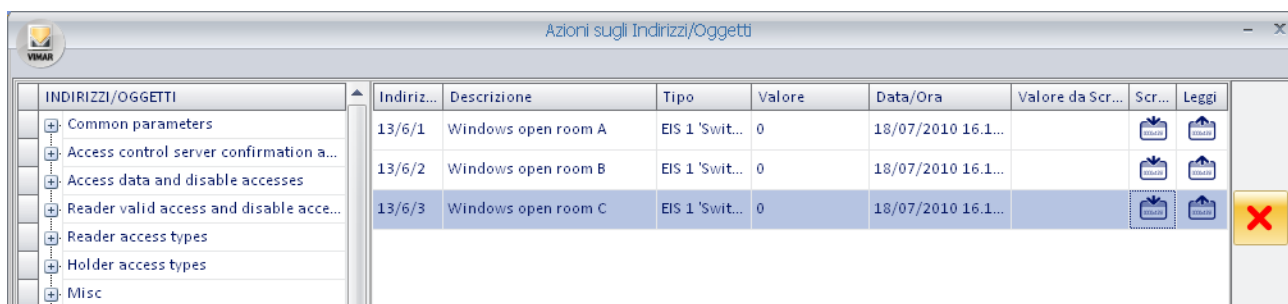 Azioni sugli Indirizzi/Oggetti
VIMAR
INDIRIZZI/OGGETTI
Common parameters
Access control server confirmation a...
Access data and disable accesses
Reader valid access and disable acce...
Reader access types
Holder access types
Misc
Indiriz... Descrizione Tipo Valore Data/Ora Valore da Scr... Scr... Leggi
13/6/1 Windows open room A EIS 1 'Swit... 0 18/07/2010 16.1...
13/6/2 Windows open room B EIS 1 'Swit... 0 18/07/2010 16.1...
13/6/3 Windows open room C EIS 1 'Swit... 0 18/07/2010 16.1...